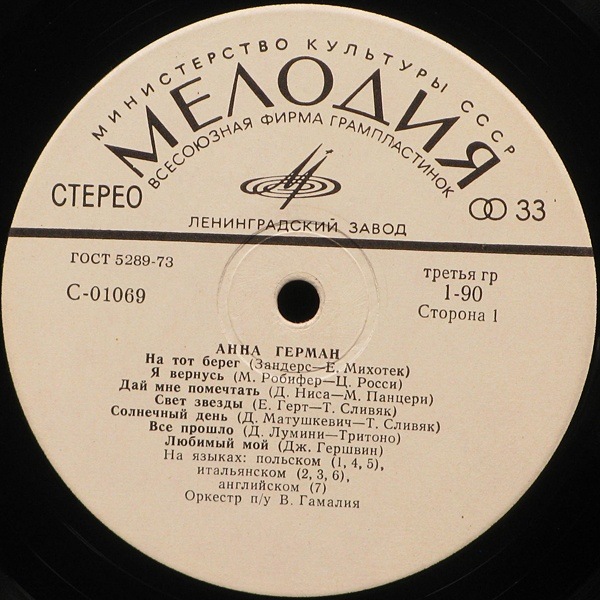 МИНИСТЕРСТВО КУЛЬТУРЫ СССР
МЕЛОДИЯ
ВСЕСОЮЗНАЯ ФИРМА ГРАМПЛАСТИНОК
СТЕРЕО
33
ЛЕНИНГРАДСКИЙ ЗАВОД
ГОСТ 5289-73
третья гр
С-01069
1-90
Сторона 1
АННА ГЕРМАН
На тот берег (Зандерс—Е. Михотек)
Я вернусь (М. Робифер—Ц. Росси)
Дай мне помечтать (Д. Ниса—М. Панцери)
Свет звезды (Е. Герт—Т. Сливяк)
Солнечный день (Д. Матушкевич—Т. Сливяк)
Все прошло (Д. Лумини—Тритоно)
Любимый мой (Дж. Гершвин)
На языках: польском (1, 4, 5),
итальянском (2, 3, 6),
английском (7)
Оркестр п/у В. Гамалия